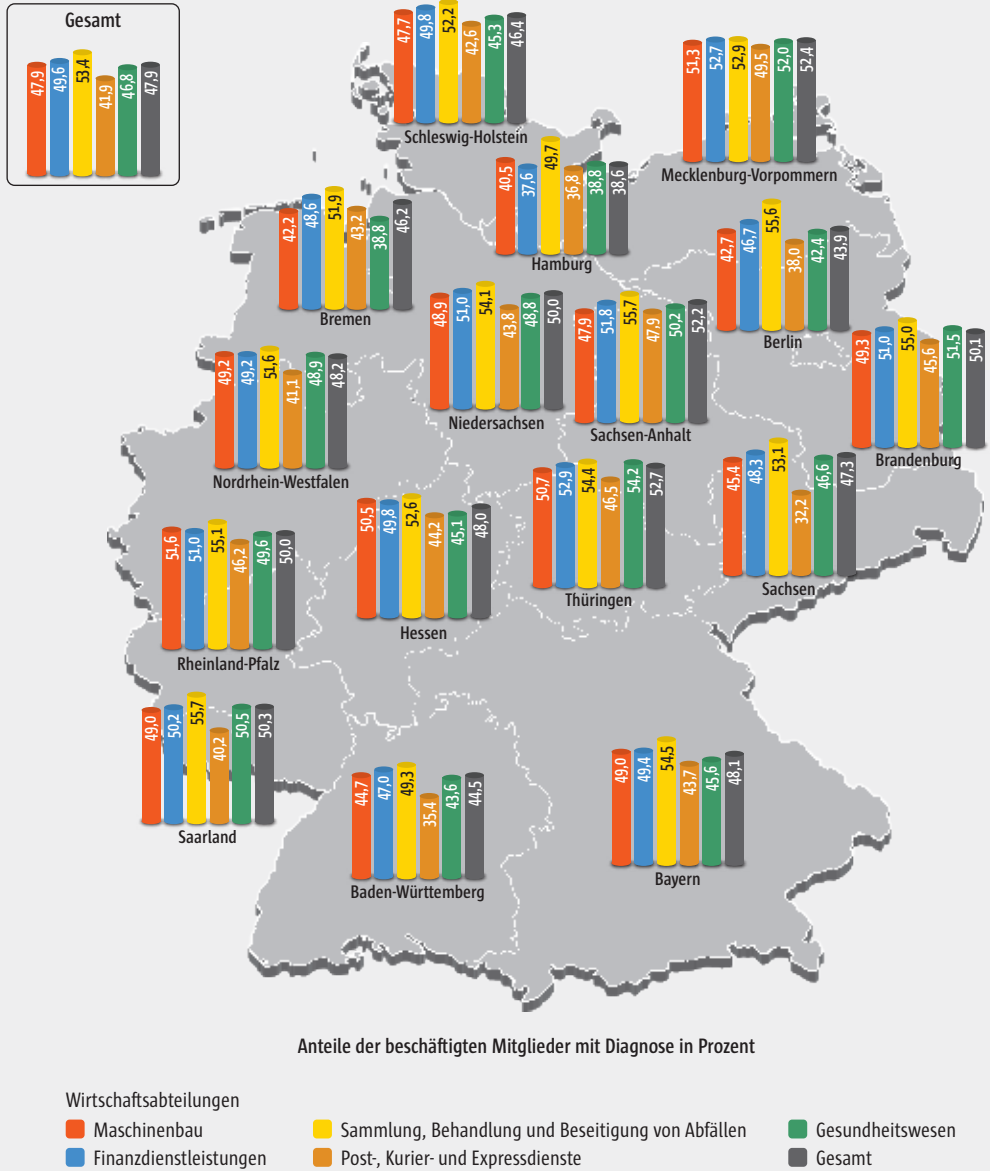 Gesamt
47,9 49,6 53,4 41,9 46,8 47,9
47,7 49,8 52,2 42,6 45,3 46,4
Schleswig-Holstein
51,3 52,7 52,9 49,5 52,0 52,4
Mecklenburg-Vorpommern
40,5 37,6 49,7 36,8 38,8 38,6
Hamburg
42,2 48,6 51,9 43,2 38,8 46,2
Bremen
42,7 46,7 55,6 38,0 42,4 43,9
Berlin
48,9 51,0 54,1 43,8 48,8 50,0
Niedersachsen
47,9 51,8 55,7 47,9 50,2 52,2
Sachsen-Anhalt
49,3 51,0 55,0 45,6 51,5 50,1
Brandenburg
49,2 49,2 51,6 41,1 48,9 48,2
Nordrhein-Westfalen
50,7 52,9 54,4 46,5 54,2 52,7
Thüringen
45,4 48,3 53,1 32,2 46,6 47,3
Sachsen
50,5 49,8 52,6 44,2 45,1 48,0
Hessen
51,6 51,0 55,1 46,2 49,6 50,0
Rheinland-Pfalz
49,0 50,2 55,7 40,2 50,5 50,3
Saarland
44,7 47,0 49,3 35,4 43,6 44,5
Baden-Württemberg
49,0 49,4 54,5 43,7 45,6 48,1
Bayern
Anteile der beschäftigten Mitglieder mit Diagnose in Prozent
Wirtschaftsabteilungen
Maschinenbau
Sammlung, Behandlung und Beseitigung von Abfällen
Gesundheitswesen
Finanzdienstleistungen
Post-, Kurier- und Expressdienste
Gesamt